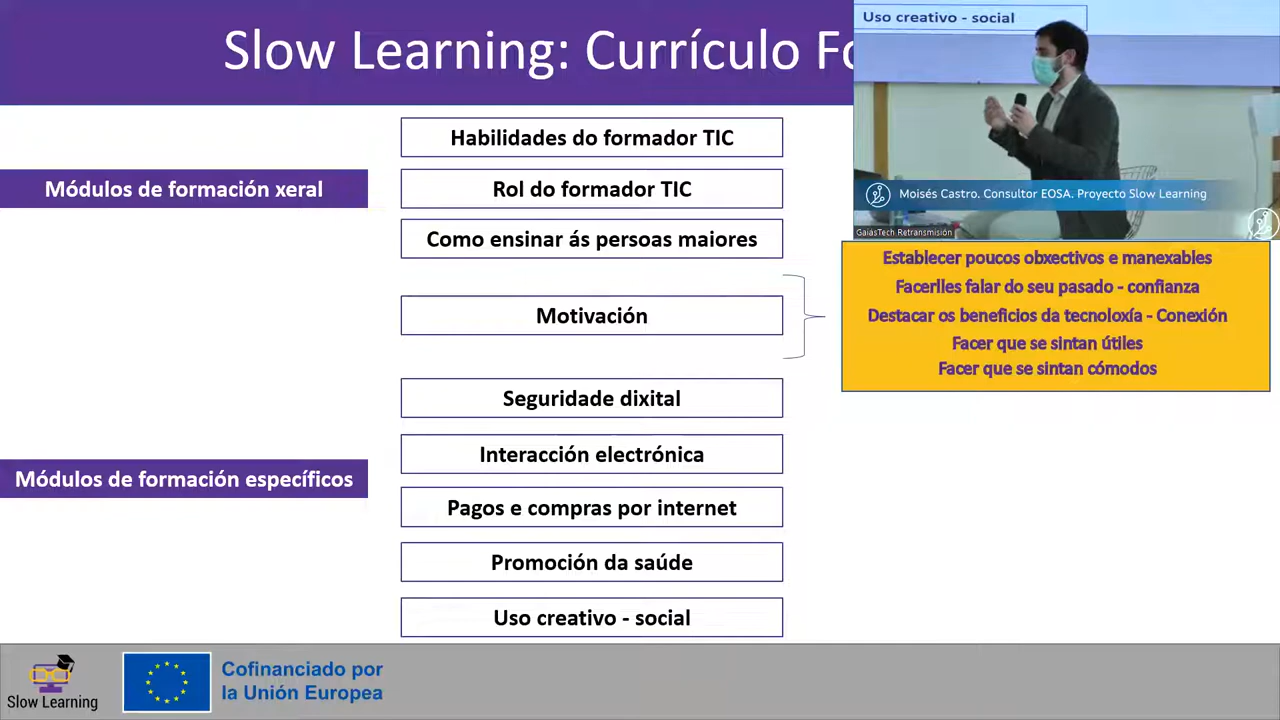 Slow Learning: Currículo Fo
Uso creativo - social
Moisés Castro. Consultor EOSA. Proyecto Slow Learning
GaiásTech Retransmisión
Habilidades do formador TIC
Módulos de formación xeral
Rol do formador TIC
Como ensinar ás persoas maiores
Motivación
Establecer poucos obxectivos e manexables
Facerlles falar do seu pasado - confianza
Destacar os beneficios da tecnoloxía - Conexión
Facer que se sintan útiles
Facer que se sintan cómodos
Seguridade dixital
Interacción electrónica
Módulos de formación específicos
Pagos e compras por internet
Promoción da saúde
Uso creativo - social
Slow Learning
Cofinanciado por
la Unión Europea